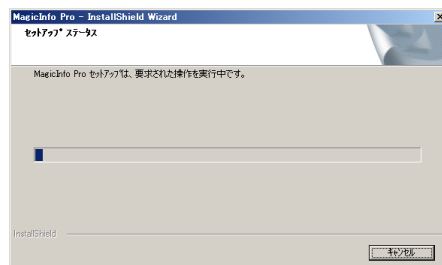 MagicInfo Pro - InstallShield Wizard
セットアップ ステータス
MagicInfo Pro セットアップは、要求された操作を実行中です。
InstallShield
キャンセル